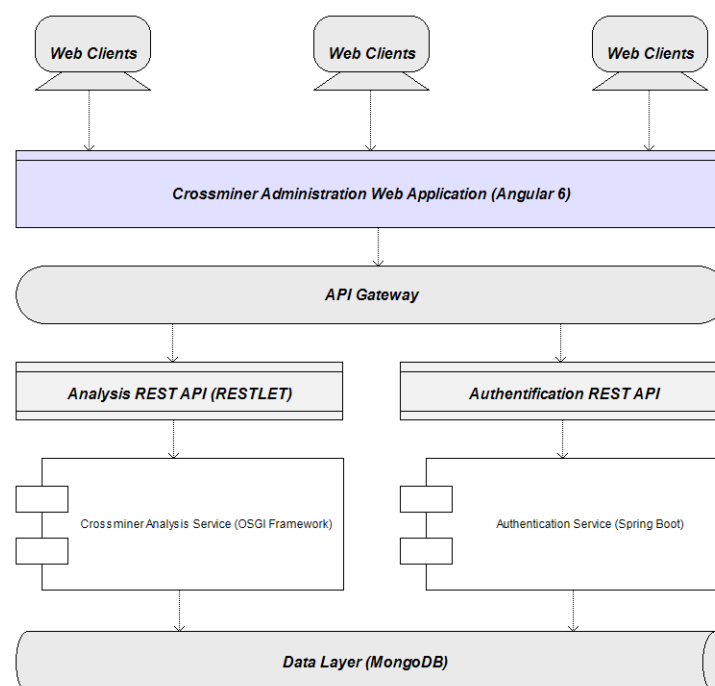 Web Clients
Web Clients
Web Clients
Crossminer Administration Web Application (Angular 6)
API Gateway
Analysis REST API (RESTLET)
Authentification REST API
Crossminer Analysis Service (OSGI Framework)
Authentication Service (Spring Boot)
Data Layer (MongoDB)